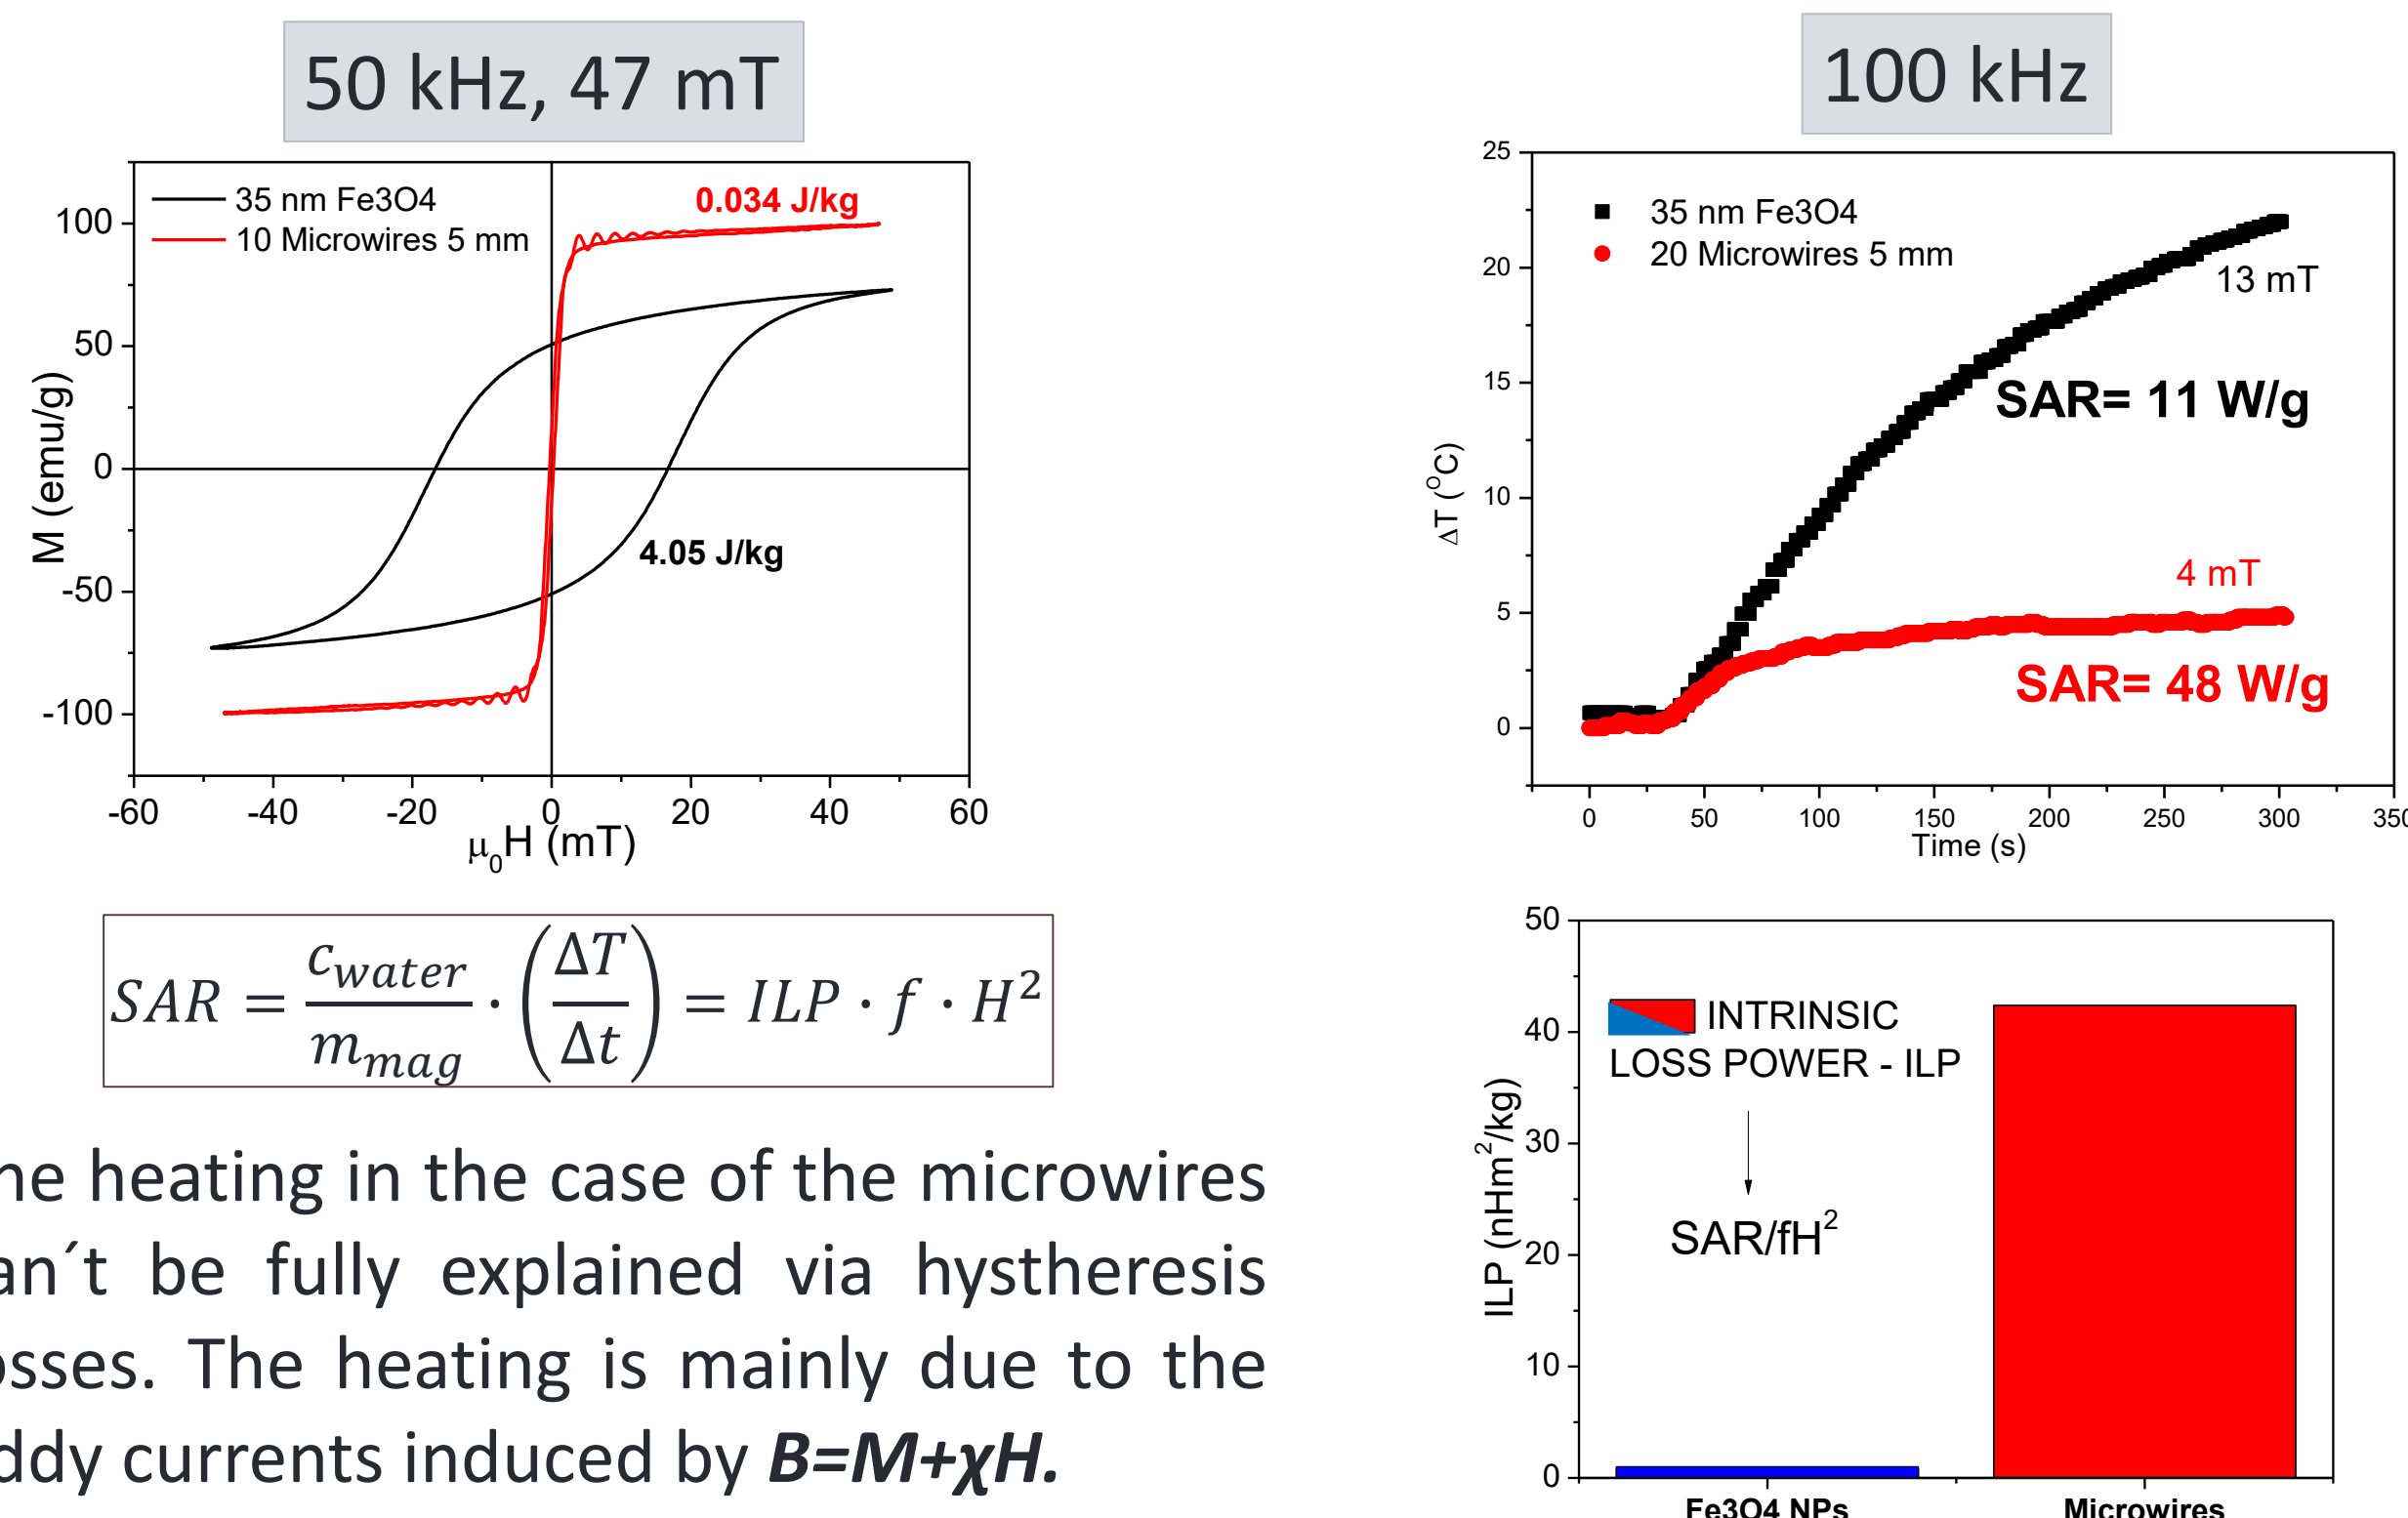 50 kHz, 47 mT
35 nm Fe3O4
10 Microwires 5 mm
0.034 J/kg
4.05 J/kg
M (emu/g)
100
50
0
-50
-100
-60 -40 -20 0 20 40 60
μ₀H (mT)
SAR = c_water / m_mag · (ΔT / Δt) = ILP · f · H²
he heating in the case of the microwires
an´t be fully explained via hystheresis
osses. The heating is mainly due to the
ddy currents induced by B=M+χH.
100 kHz
35 nm Fe3O4
20 Microwires 5 mm
13 mT
SAR= 11 W/g
4 mT
SAR= 48 W/g
ΔT (°C)
25
20
15
10
5
0
0 50 100 150 200 250 300 350
Time (s)
INTRINSIC
LOSS POWER - ILP
SAR/fH²
ILP (nHm²/kg)
50
40
30
20
10
0
Fe3O4 NPs Microwires